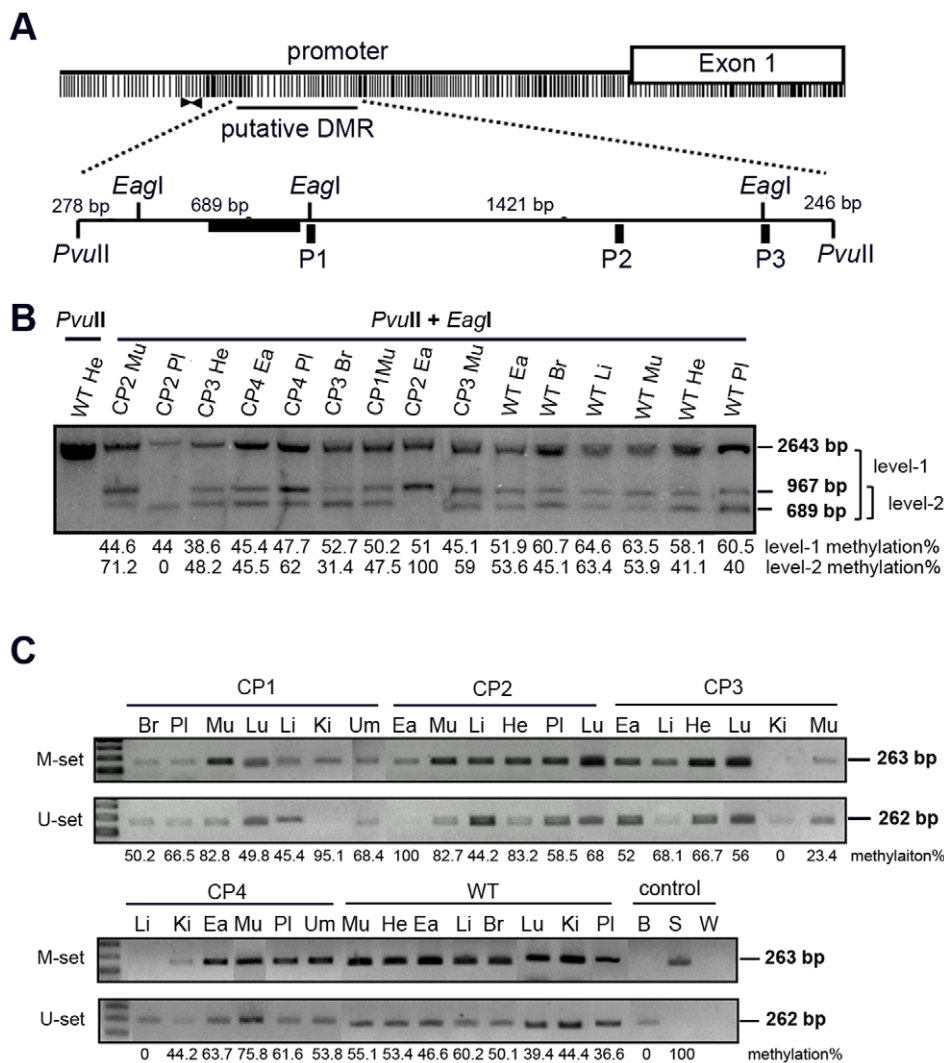 A
promoter
Exon 1
putative DMR
EagI EagI EagI
278 bp 689 bp 1421 bp 246 bp
PvuII P1 P2 P3 PvuII
B
PvuII PvuII + EagI
WT He CP2 Mu CP2 Pl CP3 He CP4 Ea CP4 Pl CP3 Br CP1Mu CP2 Ea CP3 Mu WT Ea WT Br WT Li WT Mu WT He WT Pl
2643 bp
level-1
967 bp
level-2
689 bp
44.6 44 38.6 45.4 47.7 52.7 50.2 51 45.1 51.9 60.7 64.6 63.5 58.1 60.5 level-1 methylation%
71.2 0 48.2 45.5 62 31.4 47.5 100 59 53.6 45.1 63.4 53.9 41.1 40 level-2 methylation%
C
CP1 CP2 CP3
Br Pl Mu Lu Li Ki Um Ea Mu Li He Pl Lu Ea Li He Lu Ki Mu
M-set 263 bp
U-set 262 bp
50.2 66.5 82.8 49.8 45.4 95.1 68.4 100 82.7 44.2 83.2 58.5 68 52 68.1 66.7 56 0 23.4 methylaiton%
CP4 WT control
Li Ki Ea Mu Pl Um Mu He Ea Li Br Lu Ki Pl B S W
M-set 263 bp
U-set 262 bp
0 44.2 63.7 75.8 61.6 53.8 55.1 53.4 46.6 60.2 50.1 39.4 44.4 36.6 0 100 methylation%